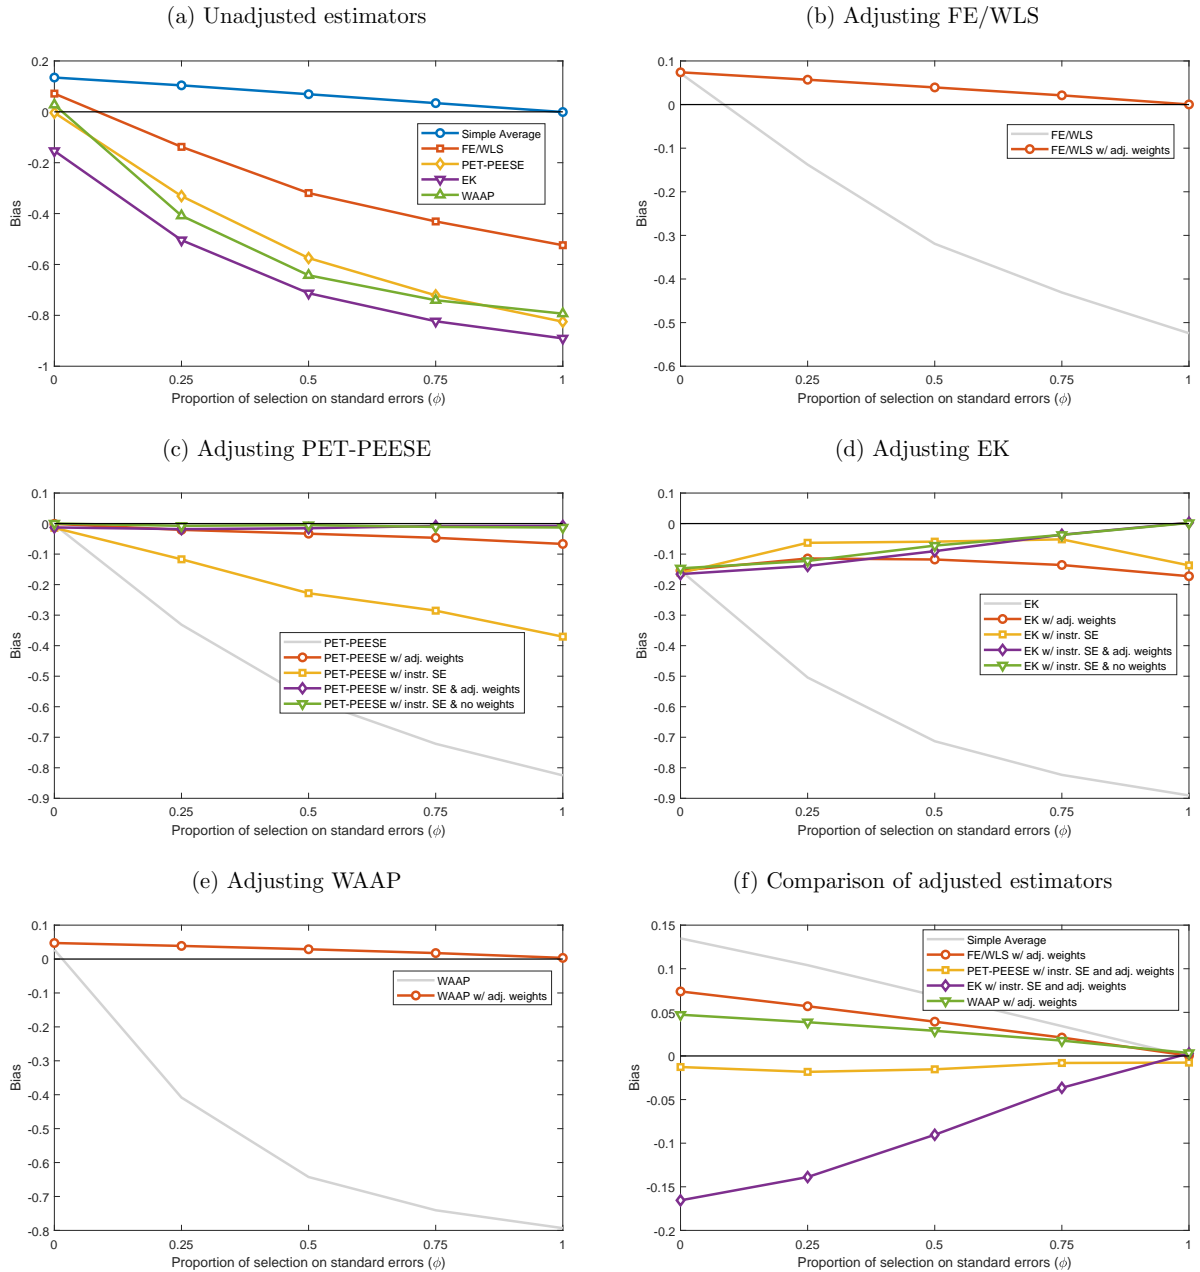 (a) Unadjusted estimators
0.2
0
-0.2
-0.4
-0.6
-0.8
-1
Bias
Simple Average
FE/WLS
PET-PEESE
EK
WAAP
0 0.25 0.5 0.75 1
Proportion of selection on standard errors (ϕ)
(b) Adjusting FE/WLS
0.1
0
-0.1
-0.2
-0.3
-0.4
-0.5
-0.6
Bias
FE/WLS
FE/WLS w/ adj. weights
0 0.25 0.5 0.75 1
Proportion of selection on standard errors (ϕ)
(c) Adjusting PET-PEESE
0.1
0
-0.1
-0.2
-0.3
-0.4
-0.5
-0.6
-0.7
-0.8
-0.9
Bias
PET-PEESE
PET-PEESE w/ adj. weights
PET-PEESE w/ instr. SE
PET-PEESE w/ instr. SE & adj. weights
PET-PEESE w/ instr. SE & no weights
0 0.25 0.5 0.75 1
Proportion of selection on standard errors (ϕ)
(d) Adjusting EK
0.1
0
-0.1
-0.2
-0.3
-0.4
-0.5
-0.6
-0.7
-0.8
-0.9
Bias
EK
EK w/ adj. weights
EK w/ instr. SE
EK w/ instr. SE & adj. weights
EK w/ instr. SE & no weights
0 0.25 0.5 0.75 1
Proportion of selection on standard errors (ϕ)
(e) Adjusting WAAP
0.1
0
-0.1
-0.2
-0.3
-0.4
-0.5
-0.6
-0.7
-0.8
Bias
WAAP
WAAP w/ adj. weights
0 0.25 0.5 0.75 1
Proportion of selection on standard errors (ϕ)
(f) Comparison of adjusted estimators
0.15
0.1
0.05
0
-0.05
-0.1
-0.15
-0.2
Bias
Simple Average
FE/WLS w/ adj. weights
PET-PEESE w/ instr. SE and adj. weights
EK w/ instr. SE and adj. weights
WAAP w/ adj. weights
0 0.25 0.5 0.75 1
Proportion of selection on standard errors (ϕ)